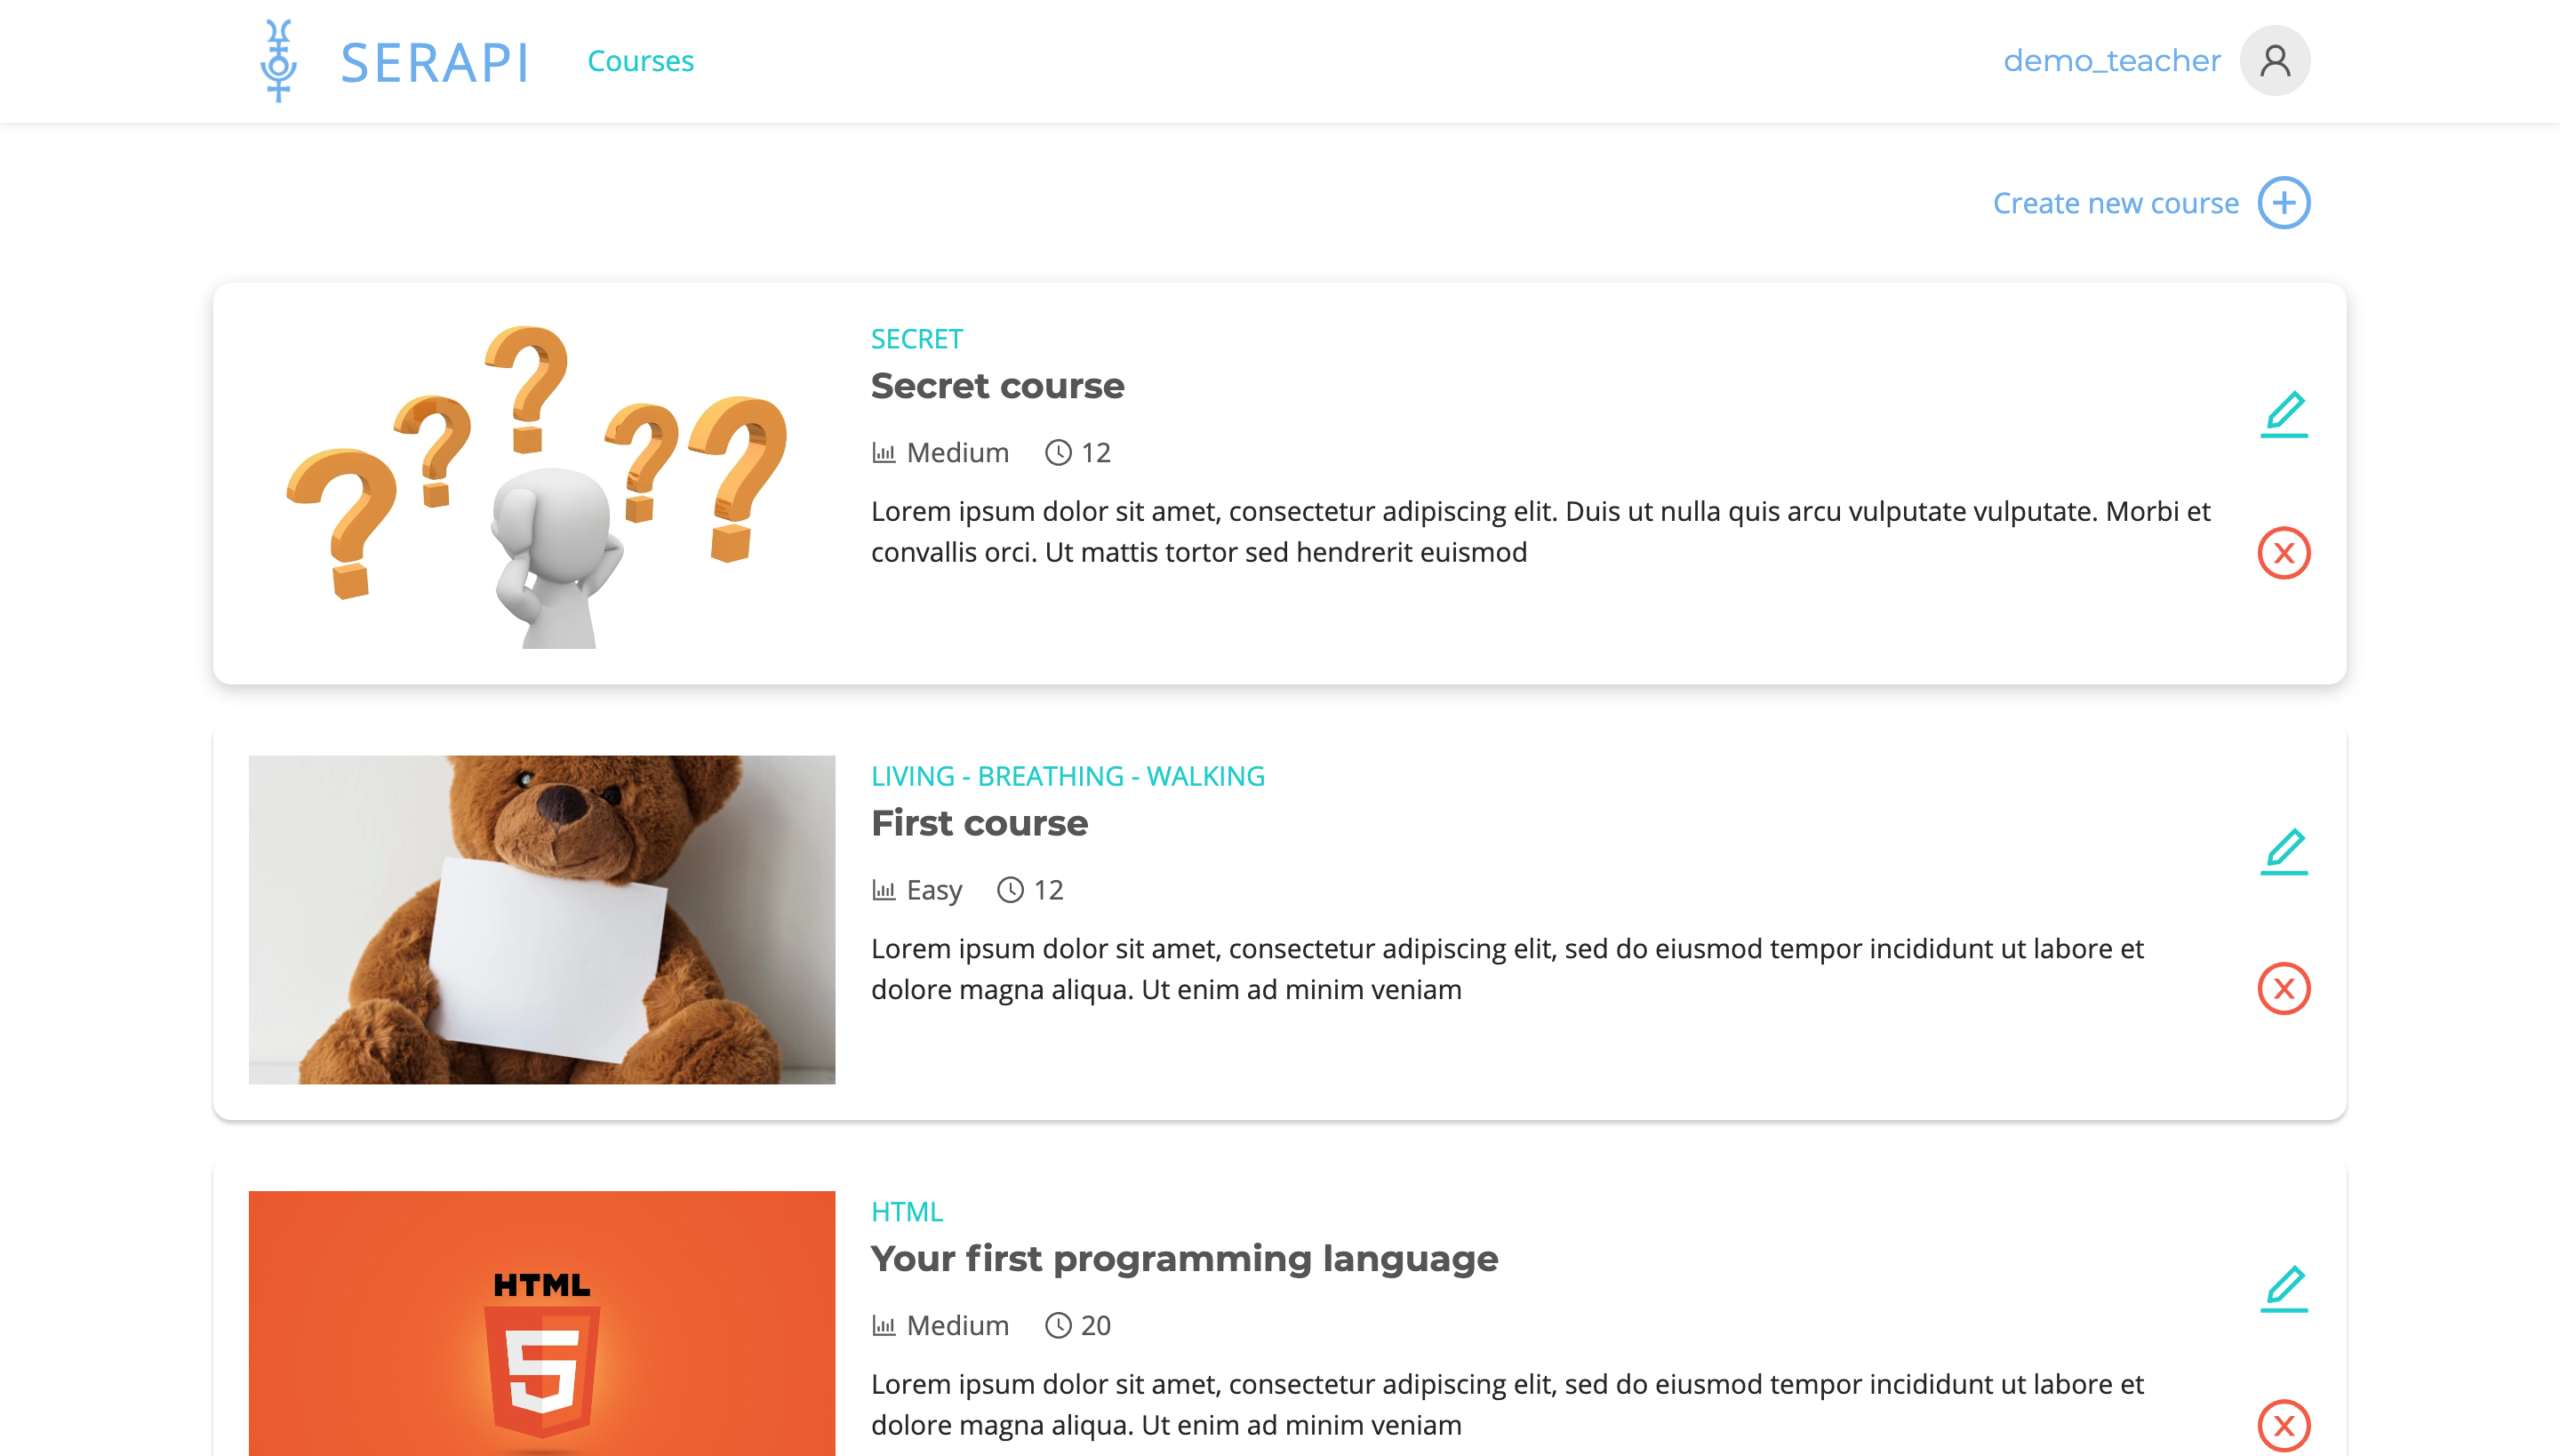 SERAPI
Courses
demo_teacher
Create new course
SECRET
Secret course
Medium 12
Lorem ipsum dolor sit amet, consectetur adipiscing elit. Duis ut nulla quis arcu vulputate vulputate. Morbi et
convallis orci. Ut mattis tortor sed hendrerit euismod
LIVING - BREATHING - WALKING
First course
Easy 12
Lorem ipsum dolor sit amet, consectetur adipiscing elit, sed do eiusmod tempor incididunt ut labore et
dolore magna aliqua. Ut enim ad minim veniam
HTML
5
HTML
Your first programming language
Medium 20
Lorem ipsum dolor sit amet, consectetur adipiscing elit, sed do eiusmod tempor incididunt ut labore et
dolore magna aliqua. Ut enim ad minim veniam